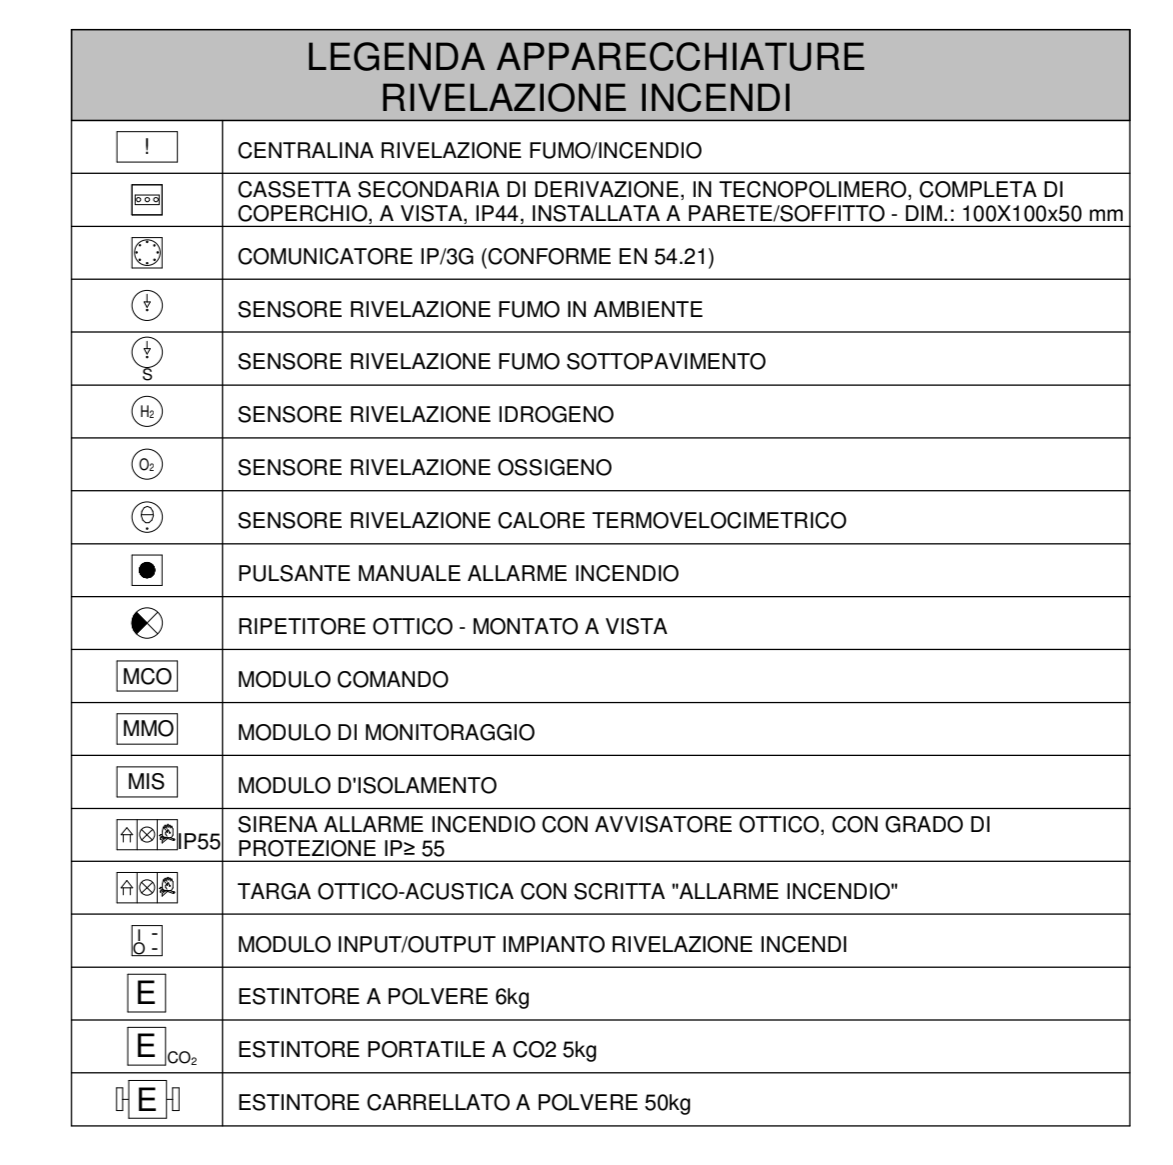 LEGENDA APPARECCHIATURE
RIVELAZIONE INCENDI
! CENTRALINA RIVELAZIONE FUMO/INCENDIO
CASSETTA SECONDARIA DI DERIVAZIONE, IN TECNOPOLIMERO, COMPLETA DI
COPERCHIO, A VISTA, IP44, INSTALLATA A PARETE/SOFFITTO - DIM.: 100X100x50 mm
COMUNICATORE IP/3G (CONFORME EN 54.21)
SENSORE RIVELAZIONE FUMO IN AMBIENTE
S SENSORE RIVELAZIONE FUMO SOTTOPAVIMENTO
H₂ SENSORE RIVELAZIONE IDROGENO
O₂ SENSORE RIVELAZIONE OSSIGENO
SENSORE RIVELAZIONE CALORE TERMOVELOCIMETRICO
PULSANTE MANUALE ALLARME INCENDIO
RIPETITORE OTTICO - MONTATO A VISTA
MCO MODULO COMANDO
MMO MODULO DI MONITORAGGIO
MIS MODULO D'ISOLAMENTO
IP55 SIRENA ALLARME INCENDIO CON AVVISATORE OTTICO, CON GRADO DI
PROTEZIONE IP≥ 55
TARGA OTTICO-ACUSTICA CON SCRITTA "ALLARME INCENDIO"
MODULO INPUT/OUTPUT IMPIANTO RIVELAZIONE INCENDI
E ESTINTORE A POLVERE 6kg
E CO₂ ESTINTORE PORTATILE A CO2 5kg
E ESTINTORE CARRELLATO A POLVERE 50kg